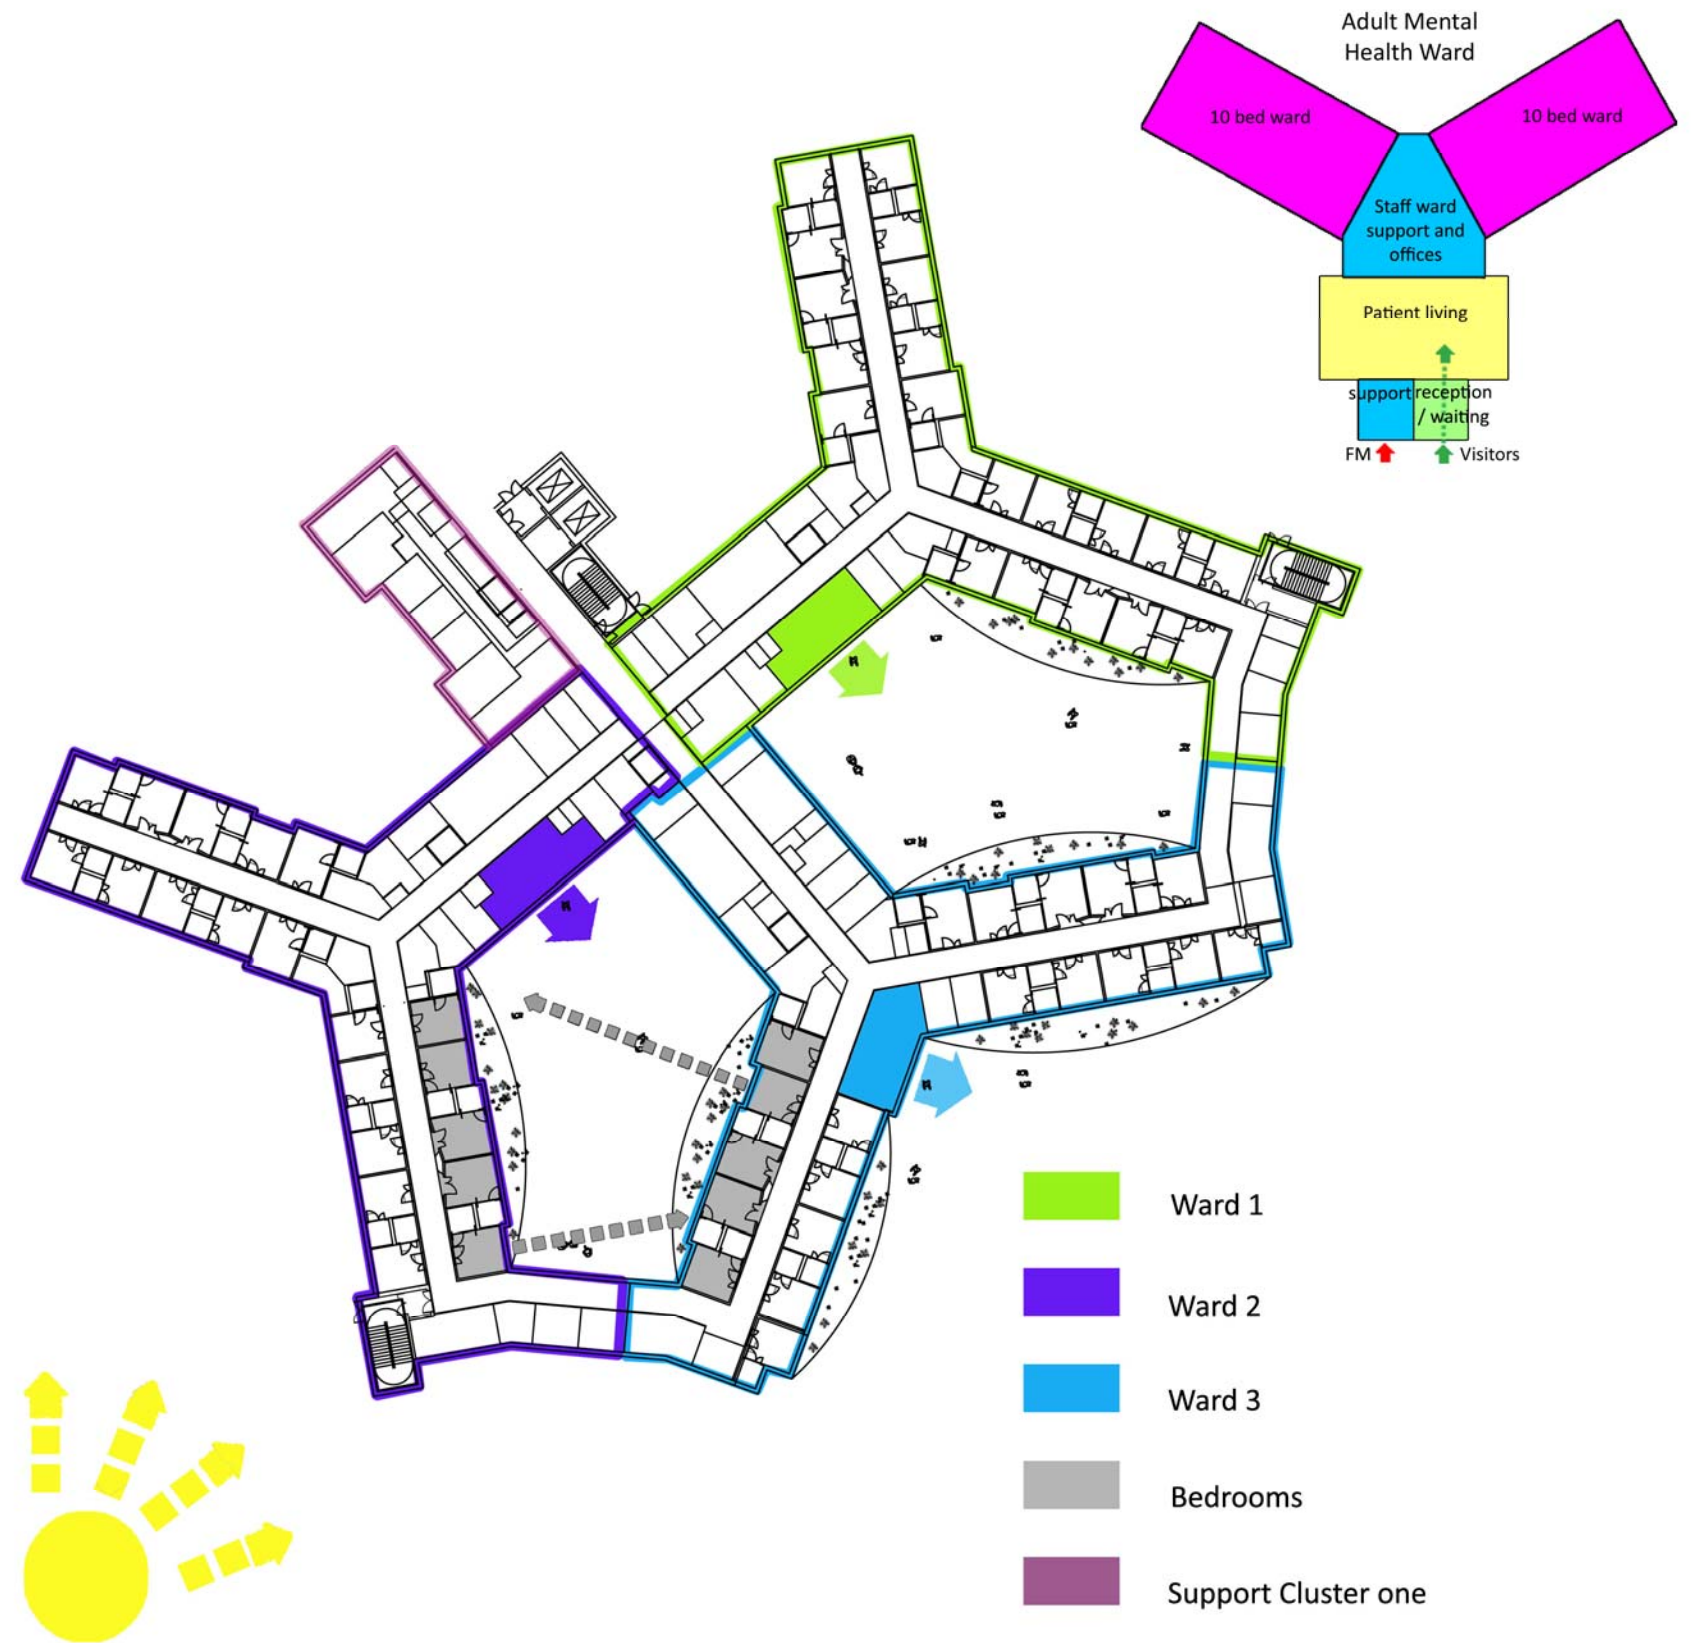 Adult Mental
Health Ward
10 bed ward
10 bed ward
Staff ward
support and
offices
Patient living
support reception
/ waiting
FM
Visitors
Ward 1
Ward 2
Ward 3
Bedrooms
Support Cluster one